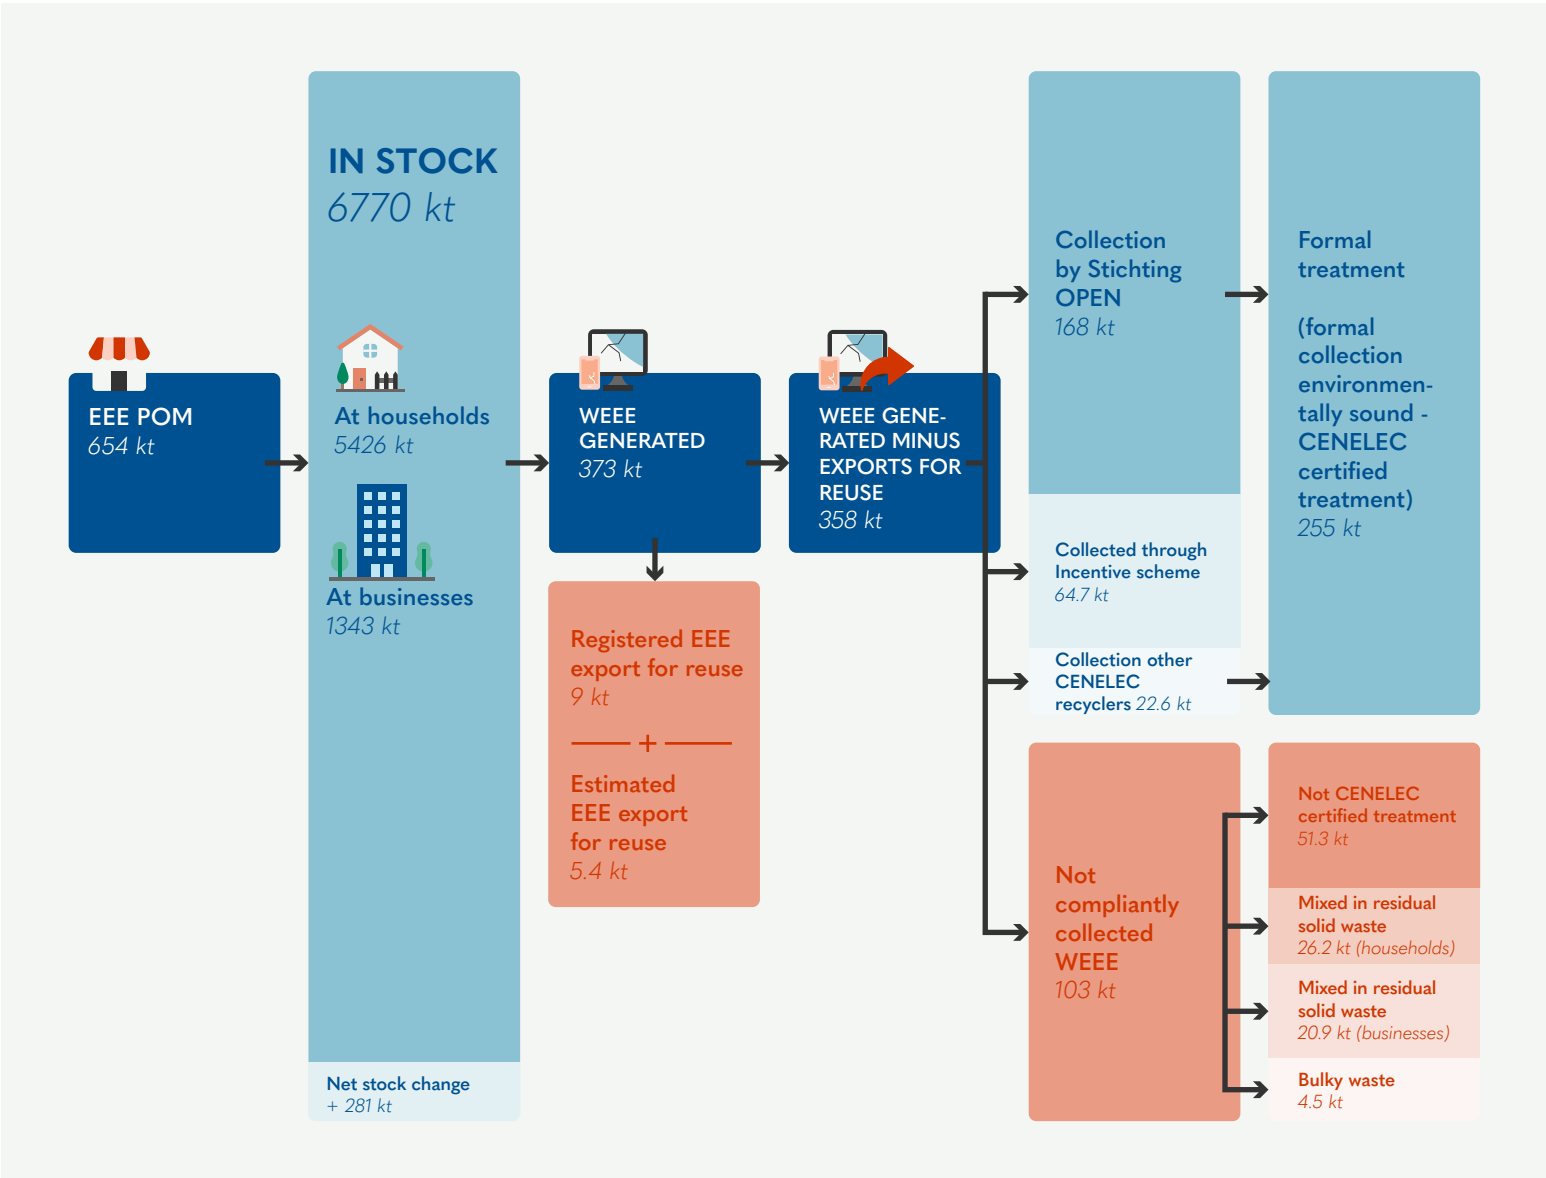 EEE POM
654 kt
IN STOCK
6770 kt
At households
5426 kt
At businesses
1343 kt
Net stock change
+ 281 kt
WEEE
GENERATED
373 kt
Registered EEE
export for reuse
9 kt
+
Estimated
EEE export
for reuse
5.4 kt
WEEE GENE-
RATED MINUS
EXPORTS FOR
REUSE
358 kt
Collection
by Stichting
OPEN
168 kt
Collected through
Incentive scheme
64.7 kt
Collection other
CENELEC
recyclers 22.6 kt
Not
compliantly
collected
WEEE
103 kt
Formal
treatment
(formal
collection
environmen-
tally sound -
CENELEC
certified
treatment)
255 kt
Not CENELEC
certified treatment
51.3 kt
Mixed in residual
solid waste
26.2 kt (households)
Mixed in residual
solid waste
20.9 kt (businesses)
Bulky waste
4.5 kt